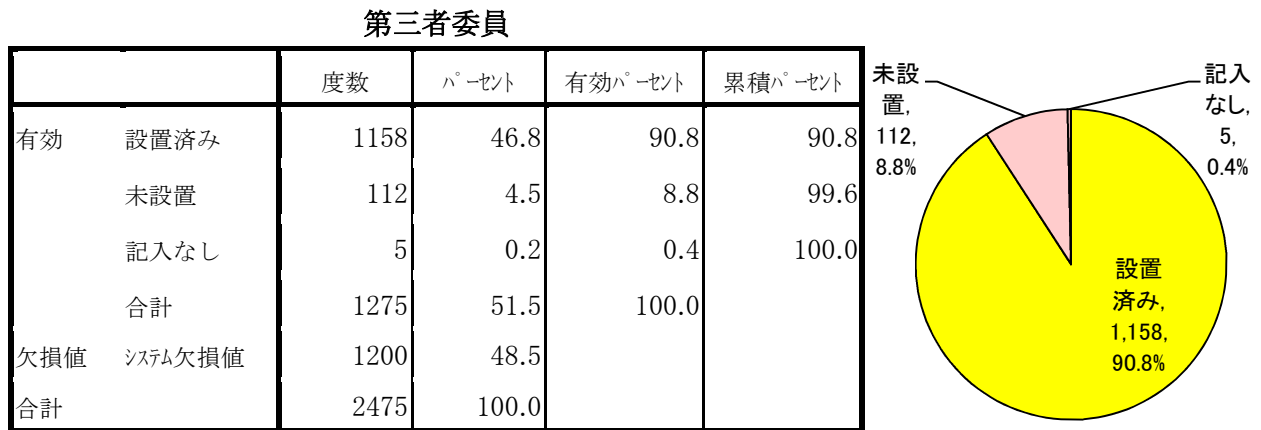 第三者委員
度数 ﾊﾟｰｾﾝﾄ 有効ﾊﾟｰｾﾝﾄ 累積ﾊﾟｰｾﾝﾄ
有効 設置済み 1158 46.8 90.8 90.8
未設置 112 4.5 8.8 99.6
記入なし 5 0.2 0.4 100.0
合計 1275 51.5 100.0
欠損値 ｼｽﾃﾑ欠損値 1200 48.5
合計 2475 100.0
未設
置,
112,
8.8%
記入
なし,
5,
0.4%
設置
済み,
1,158,
90.8%